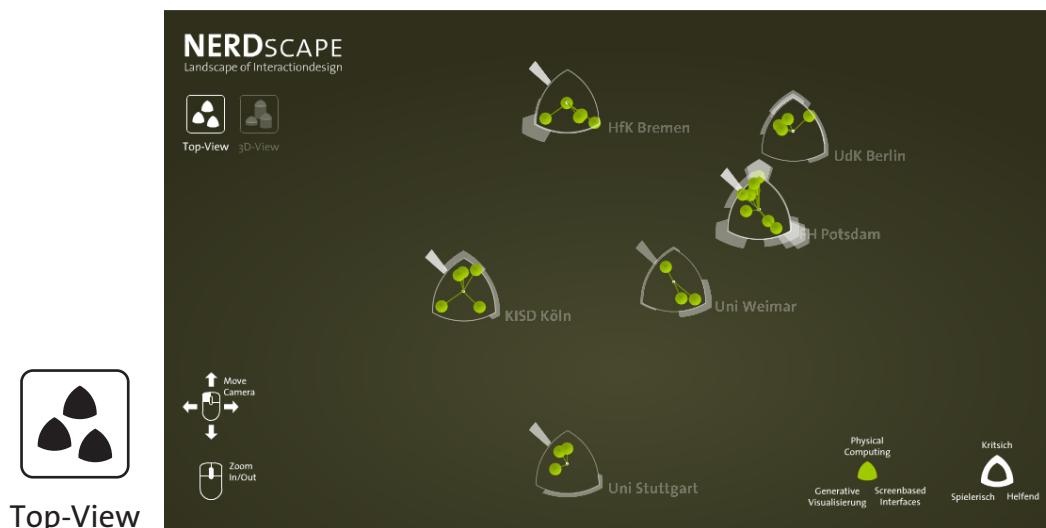 NERDSCAPE
Landscape of Interactiondesign
Top-View
3D-View
HfK Bremen
UdK Berlin
FH Potsdam
Uni Weimar
KISD Köln
Uni Stuttgart
Move
Camera
Zoom
In/Out
Physical
Computing
Generative
Visualisierung
Screenbased
Interfaces
Kritsich
Spielerisch
Helfend
Top-View